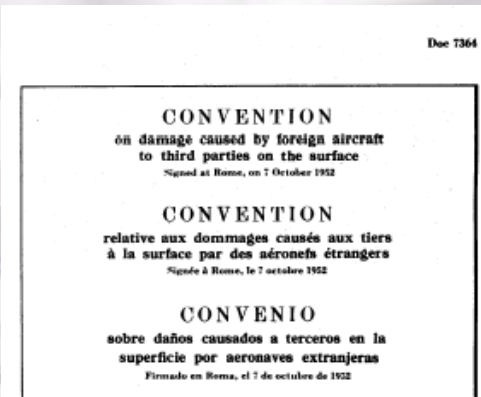 Doc 7364
CONVENTION
on damage caused by foreign aircraft
to third parties on the surface
Signed at Rome, on 7 October 1952
CONVENTION
relative aux dommages causés aux tiers
à la surface par des aéronefs étrangers
Signée à Rome, le 7 octobre 1952
CONVENIO
sobre daños causados a terceros en la
superficie por aeronaves extranjeras
Firmado en Roma, el 7 de octubre de 1952